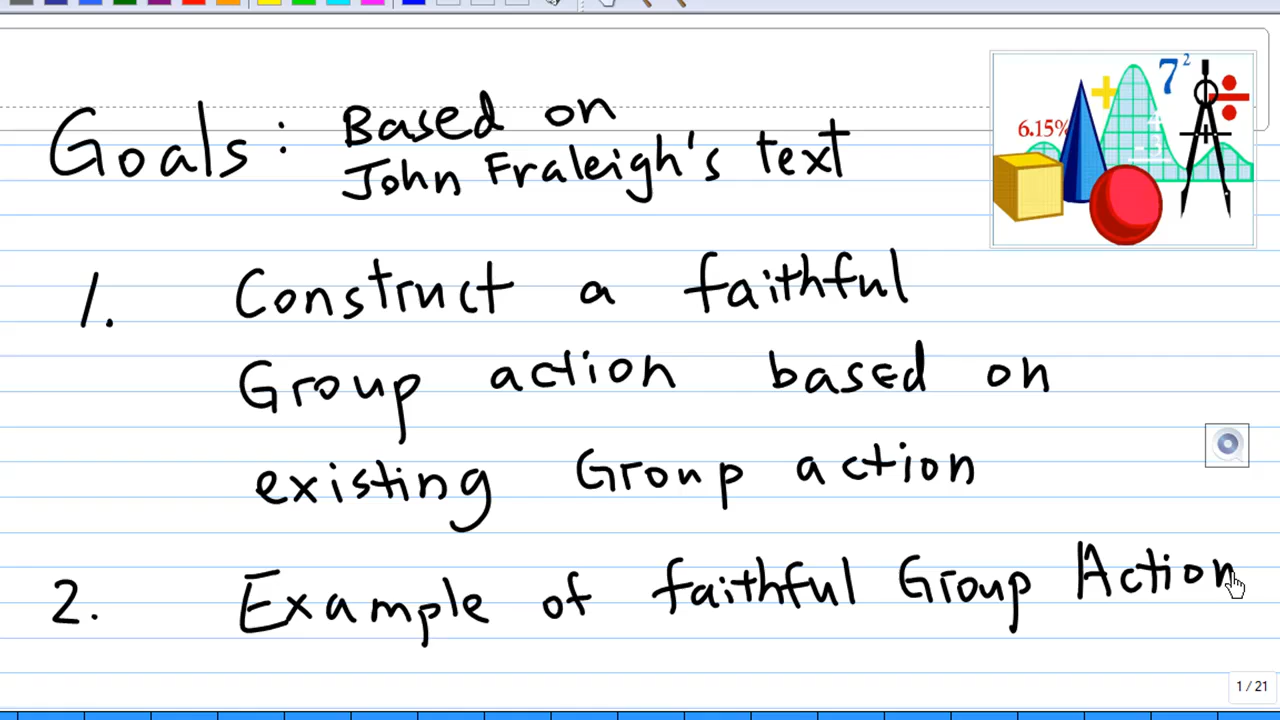 Goals: Based on
John Fraleigh's text
1. Construct a faithful
Group action based on
existing Group action
2. Example of faithful Group Action
6.15%
7²
1 / 21